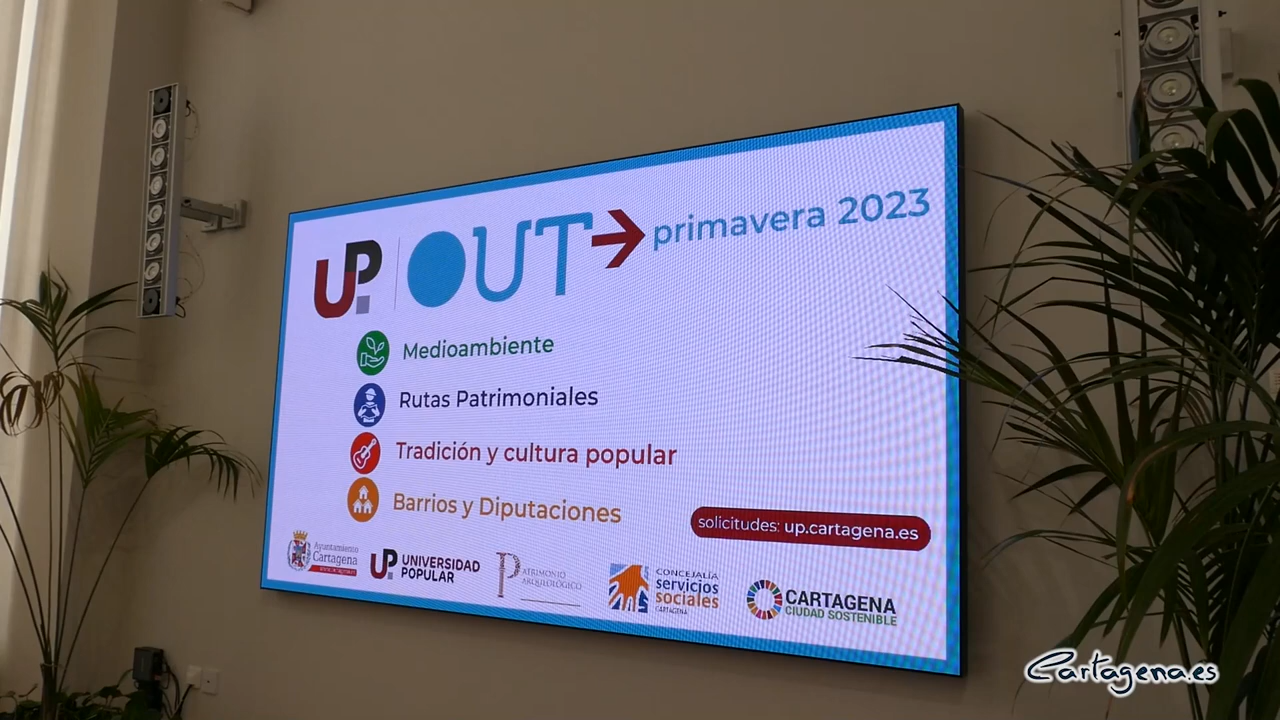 UP. OUT → primavera 2023
Medioambiente
Rutas Patrimoniales
Tradición y cultura popular
Barrios y Diputaciones
solicitudes: up.cartagena.es
Ayuntamiento
Cartagena
UP. UNIVERSIDAD
POPULAR
PATRIMONIO
ARQUEOLÓGICO
CONCEJALÍA
servicios
sociales
CARTAGENA
CARTAGENA
CIUDAD SOSTENIBLE
Cartagena.es